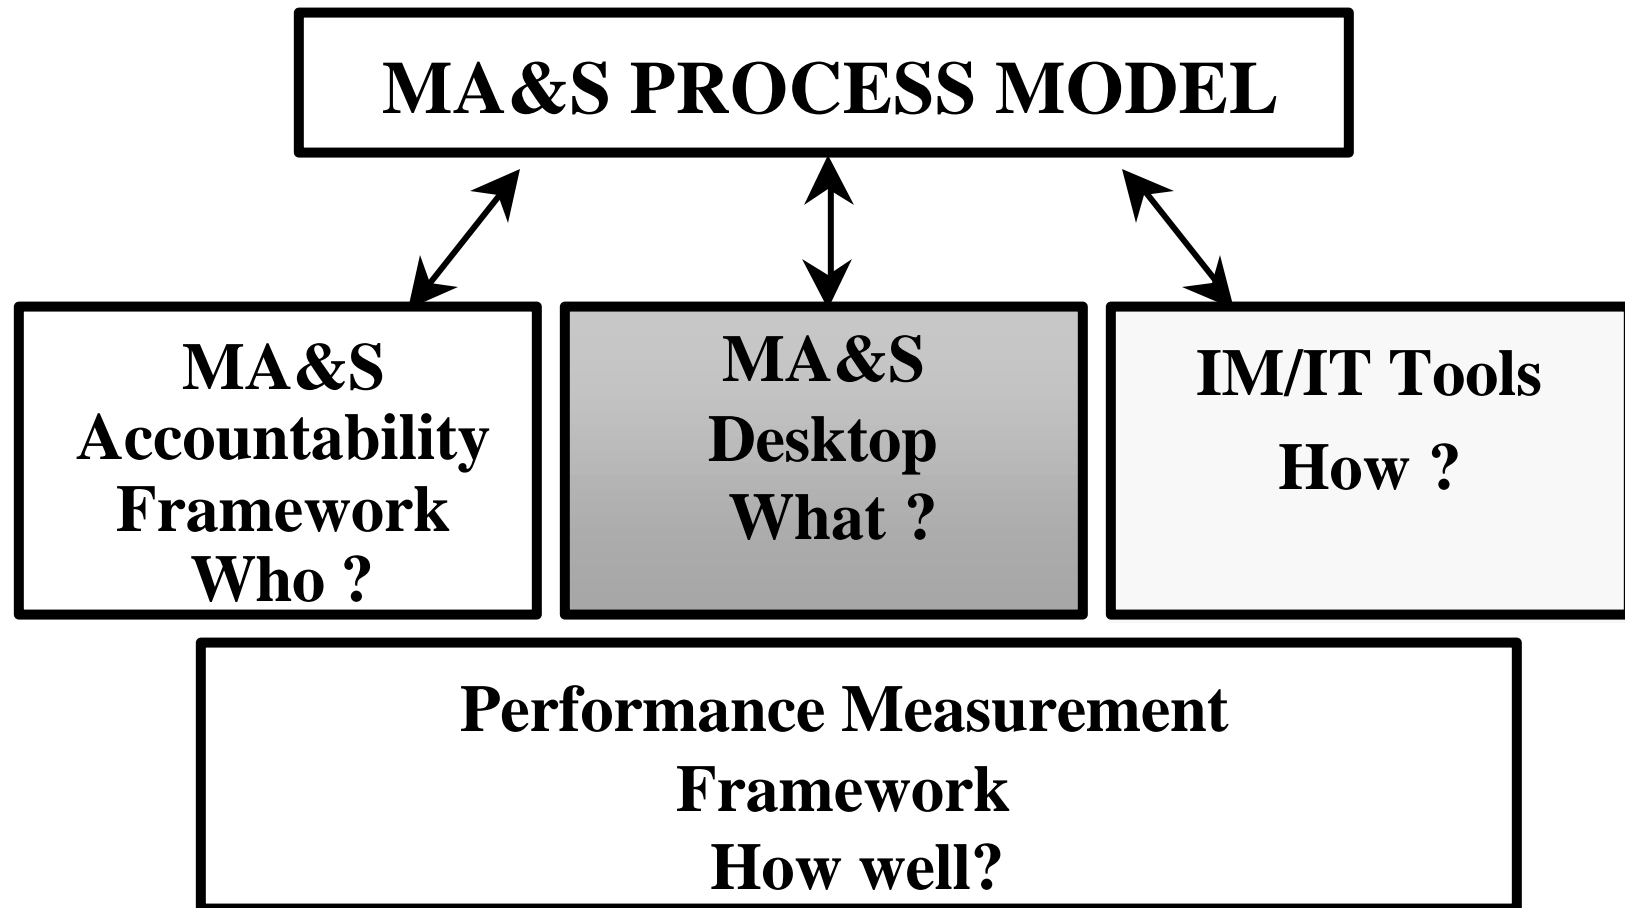 MA&S PROCESS MODEL
MA&S
Accountability
Framework
Who ?
MA&S
Desktop
What ?
IM/IT Tools
How ?
Performance Measurement
Framework
How well?